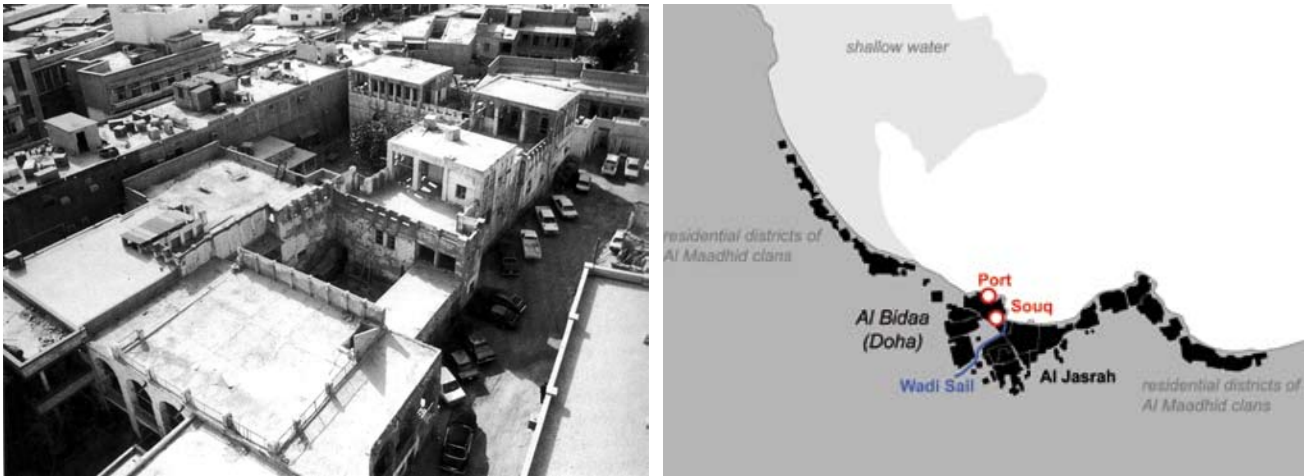 shallow water
residential districts of
Al Maadhid clans
Port
Souq
Al Bidaa
(Doha)
Wadi Sail
Al Jasrah
residential districts of
Al Maadhid clans